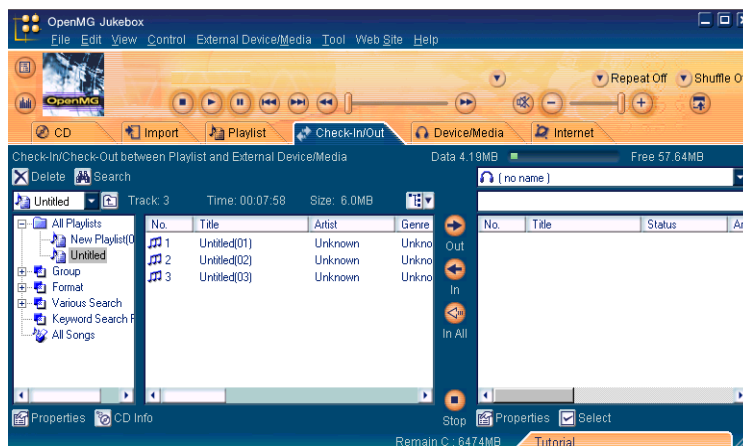 OpenMG Jukebox
File Edit View Control External Device/Media Tool Web Site Help
OpenMG
Repeat Off Shuffle O
CD Import Playlist Check-In/Out Device/Media Internet
Check-In/Check-Out between Playlist and External Device/Media Data 4.19MB Free 57.64MB
Delete Search ( no name )
Untitled Track: 3 Time: 00:07:58 Size: 6.0MB
All Playlists
New Playlist(0
Untitled
Group
Format
Various Search
Keyword Search F
All Songs
No. Title Artist Genre
1 Untitled(01) Unknown Unkno
2 Untitled(02) Unknown Unkno
3 Untitled(03) Unknown Unkno
Out
In
In All
Stop
No. Title Status Ar
Properties CD Info
Properties Select
Remain C : 6474MB Tutorial